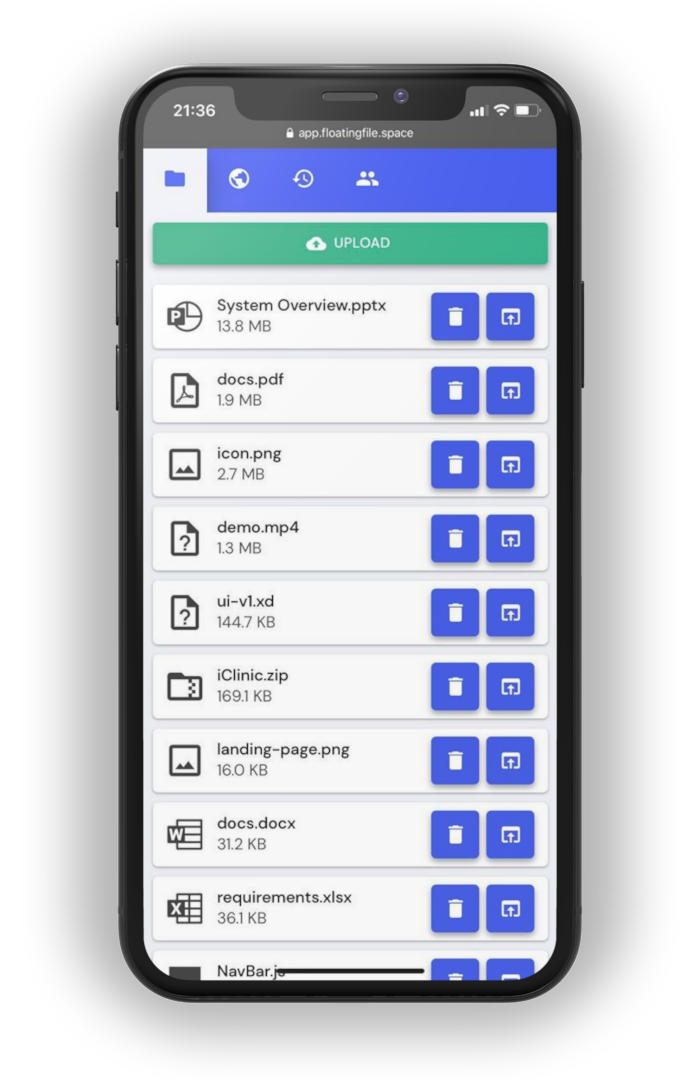 21:36
app.floatingfile.space
UPLOAD
System Overview.pptx
13.8 MB
docs.pdf
1.9 MB
icon.png
2.7 MB
demo.mp4
1.3 MB
ui-v1.xd
144.7 KB
iClinic.zip
169.1 KB
landing-page.png
16.0 KB
docs.docx
31.2 KB
requirements.xlsx
36.1 KB
NavBar.js